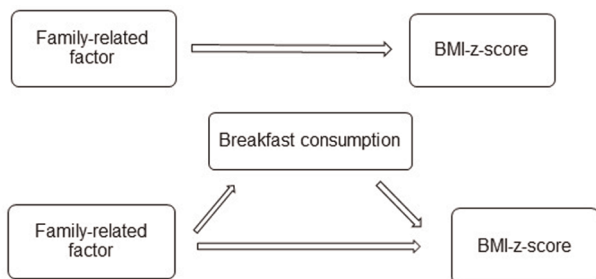 Family-related
factor
BMI-z-score
Breakfast consumption
Family-related
factor
BMI-z-score